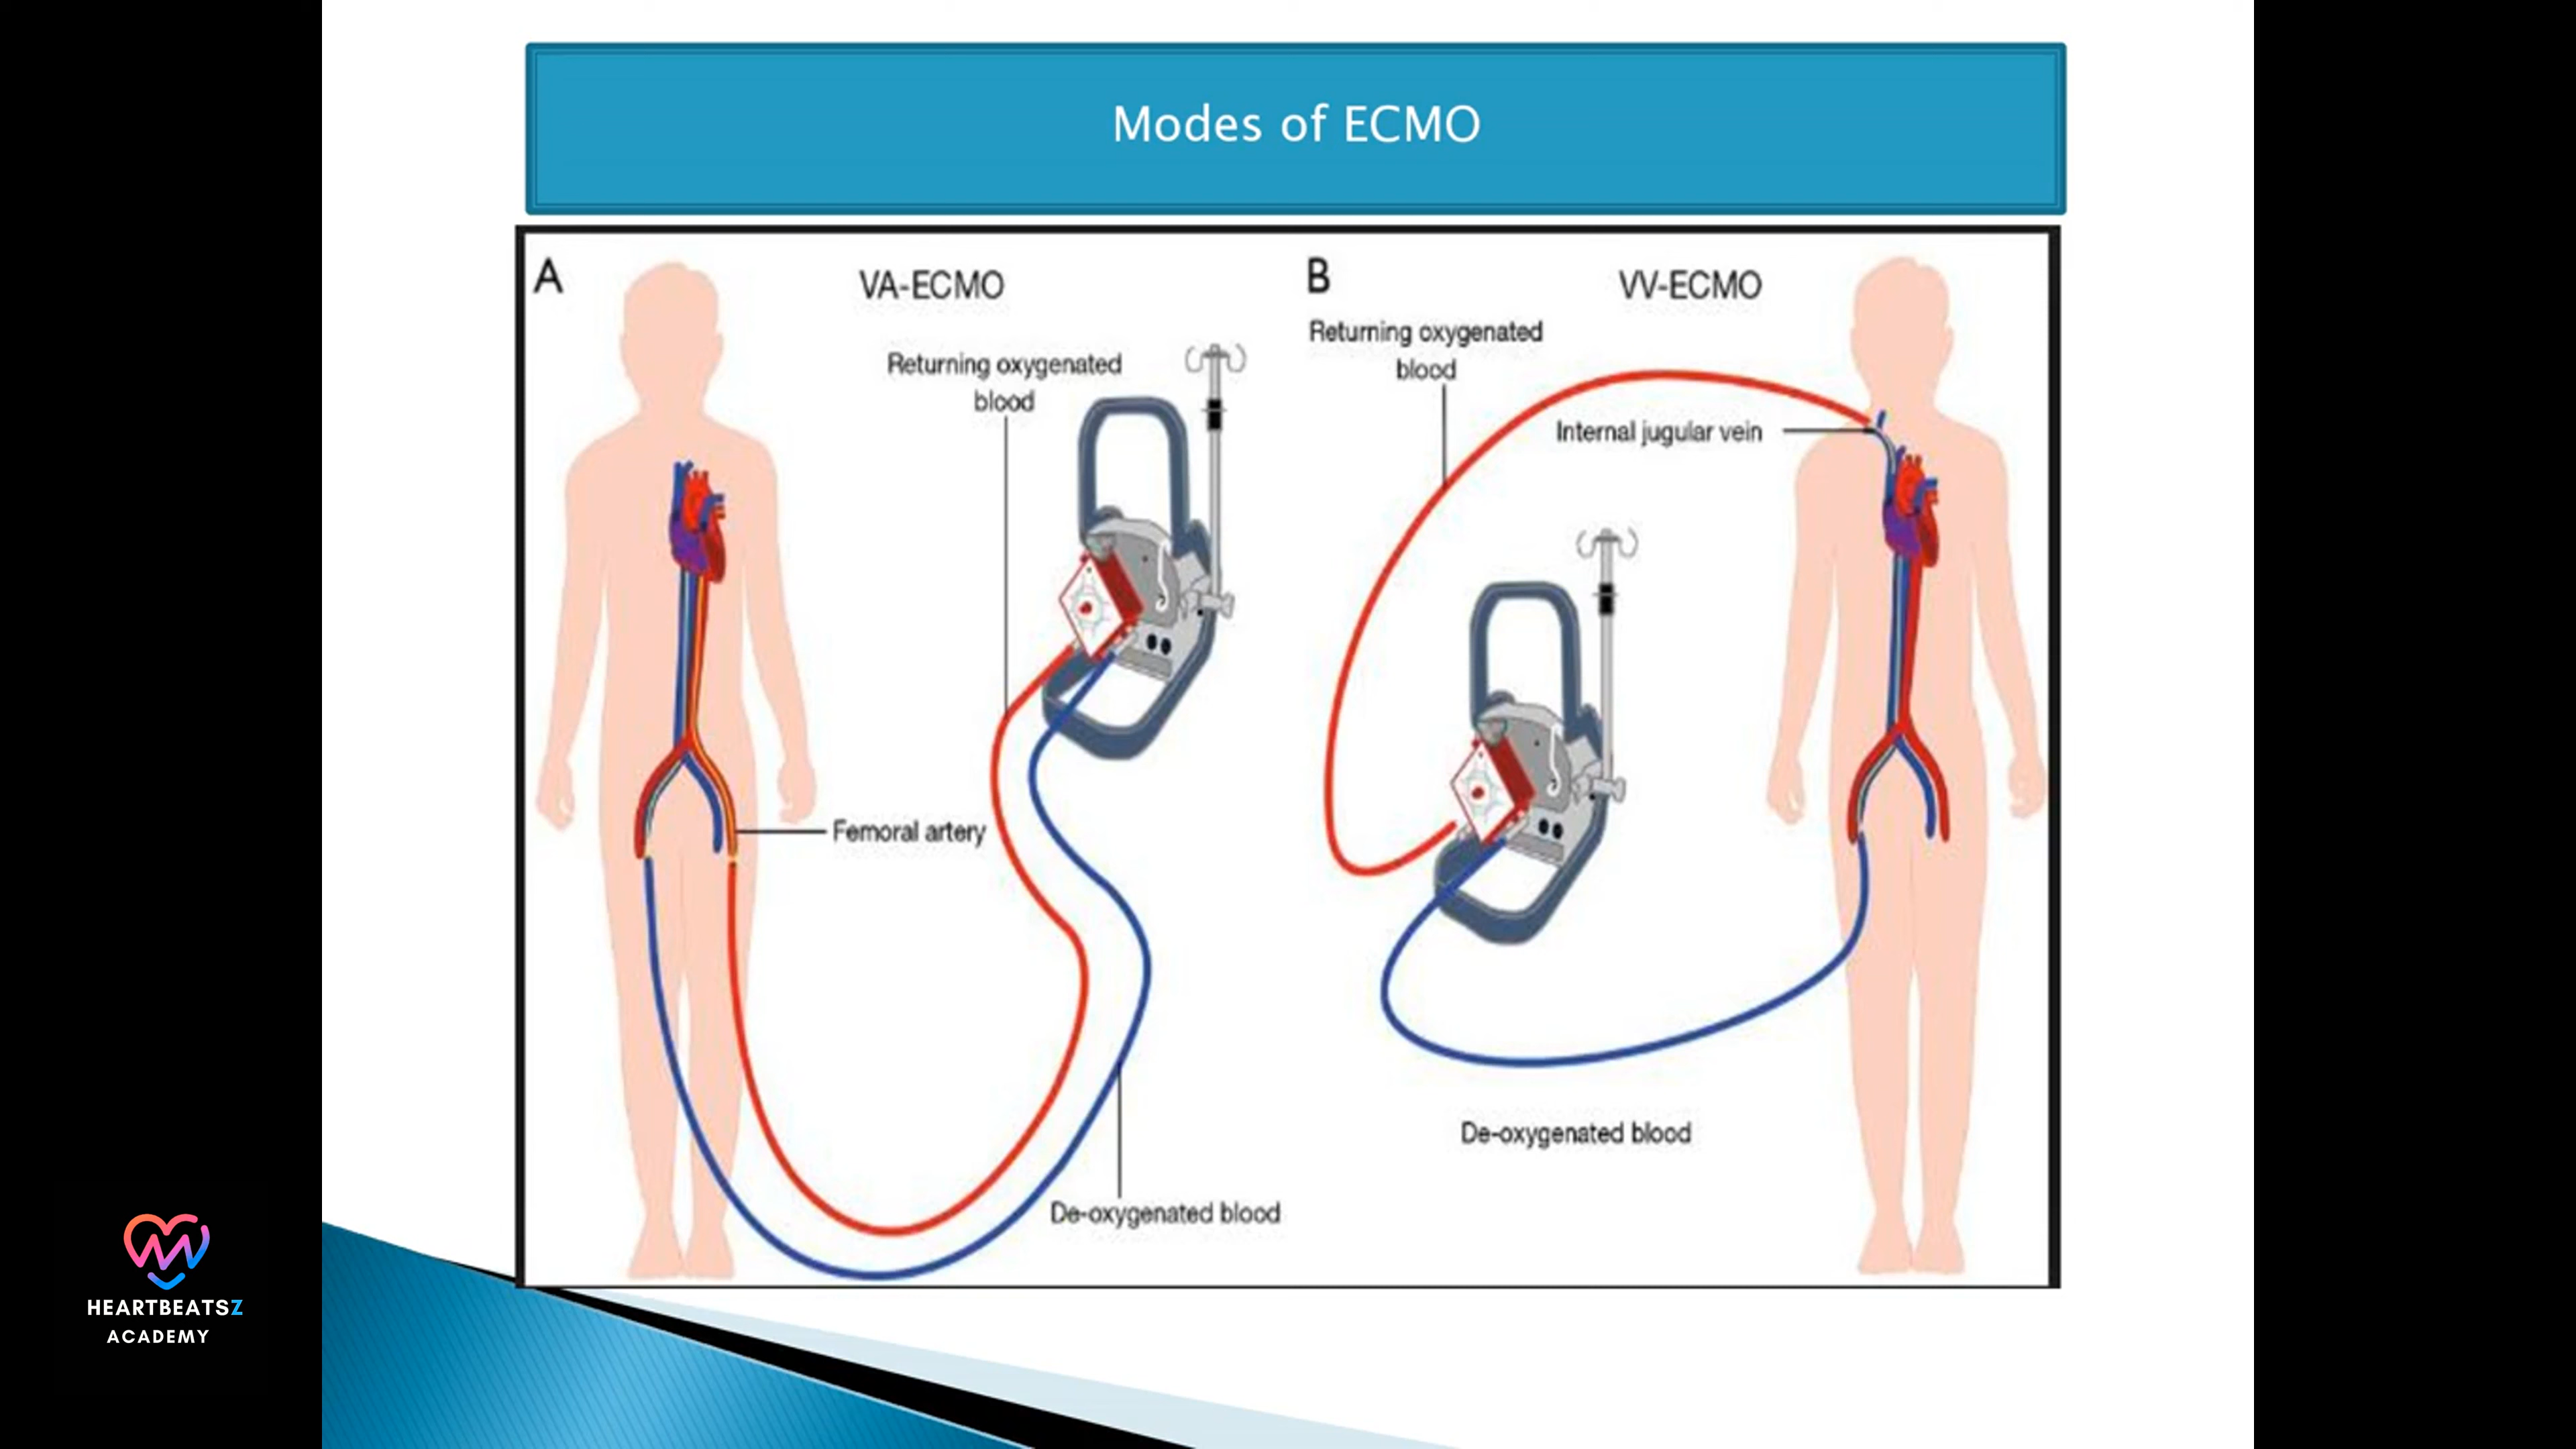 Modes of ECMO
A
VA-ECMO
Returning oxygenated
blood
Femoral artery
De-oxygenated blood
B
VV-ECMO
Returning oxygenated
blood
Internal jugular vein
De-oxygenated blood
HEARTBEATSZ
ACADEMY